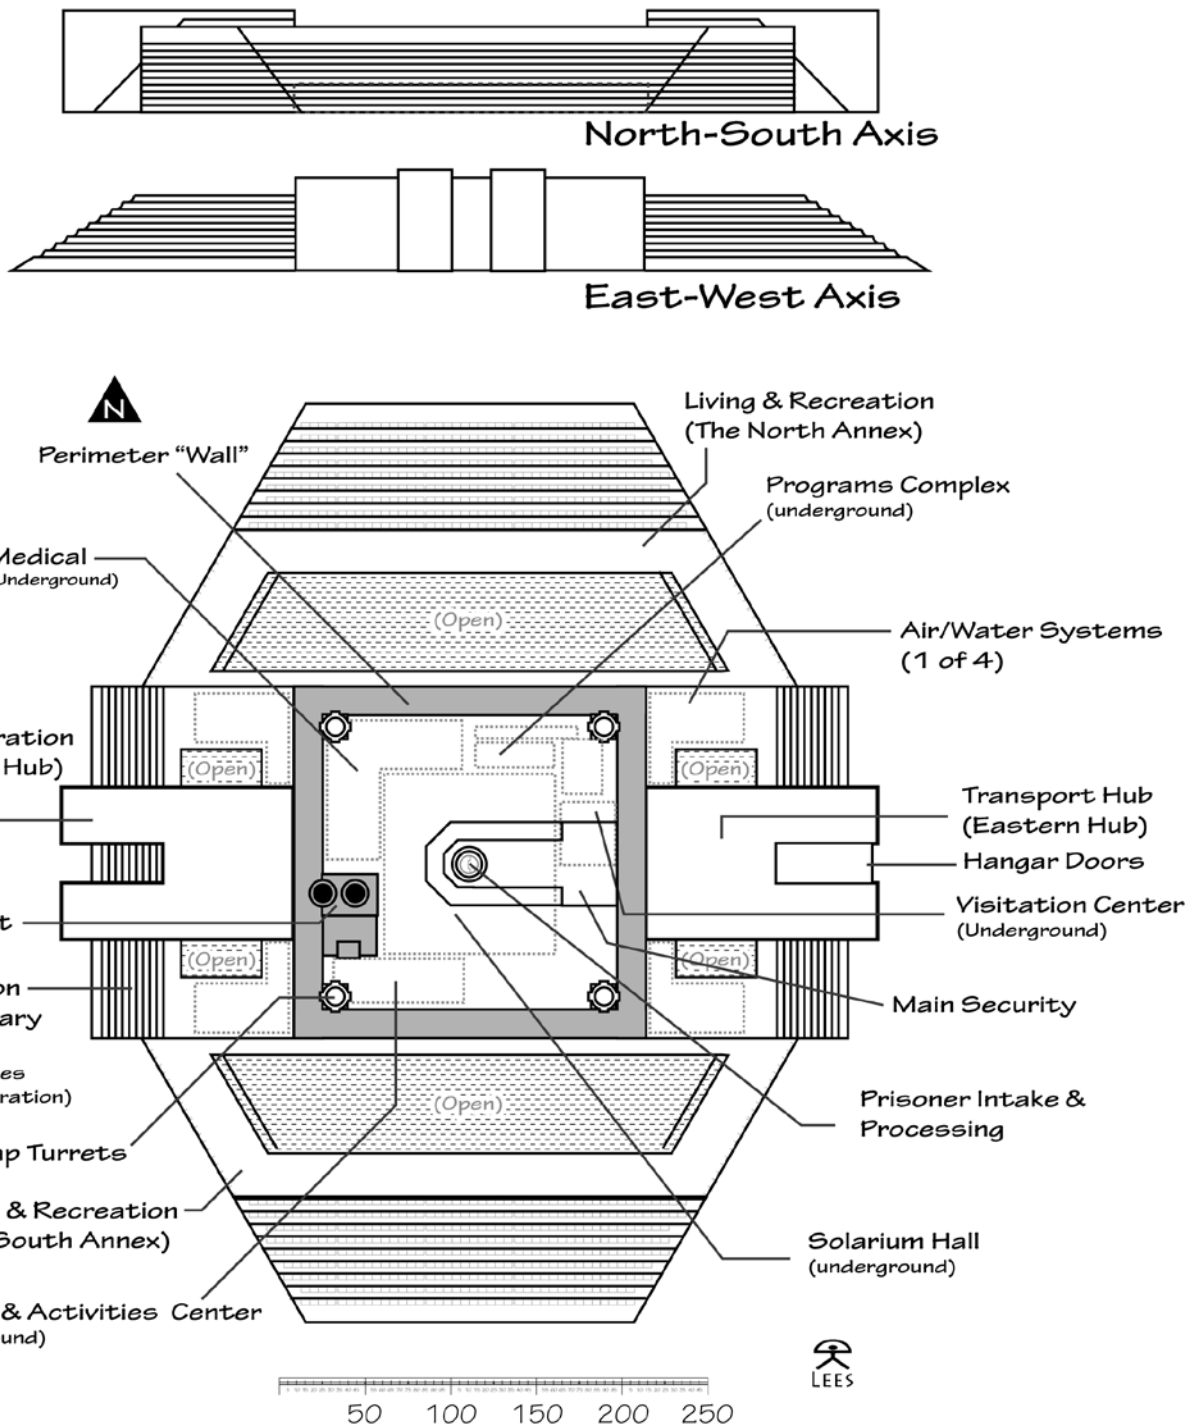 North-South Axis
East-West Axis
N
Living & Recreation
(The North Annex)
Perimeter “Wall”
Programs Complex
(underground)
Medical
Underground)
(Open)
Air/Water Systems
(1 of 4)
ration
Hub)
(Open)
(Open)
Transport Hub
(Eastern Hub)
Hangar Doors
Visitation Center
(Underground)
t
(Open)
(Open)
on
ary
Main Security
es
ration)
(Open)
Prisoner Intake &
Processing
up Turrets
& Recreation
South Annex)
Solarium Hall
(underground)
& Activities Center
und)
LEES
50 100 150 200 250